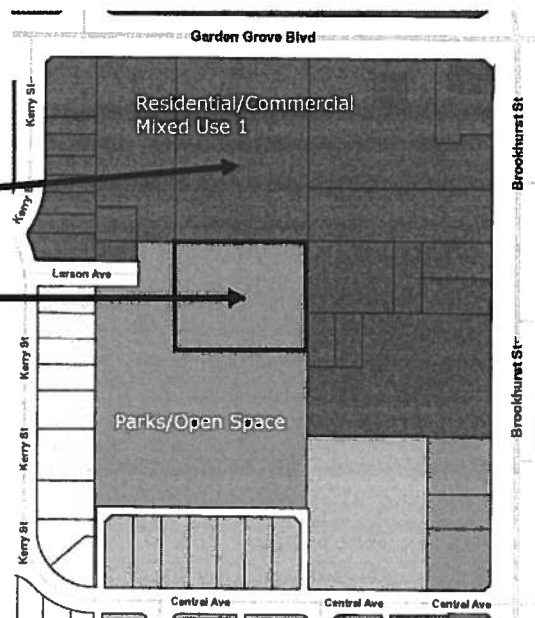 Garden Grove Blvd
Kerry St
Residential/Commercial
Mixed Use 1
Brookhurst St
Kerry
Larson Ave
Kerry St
Brookhurst St
Parks/Open Space
Kerry St
Kerry St
Central Ave
Central Ave
Central Ave